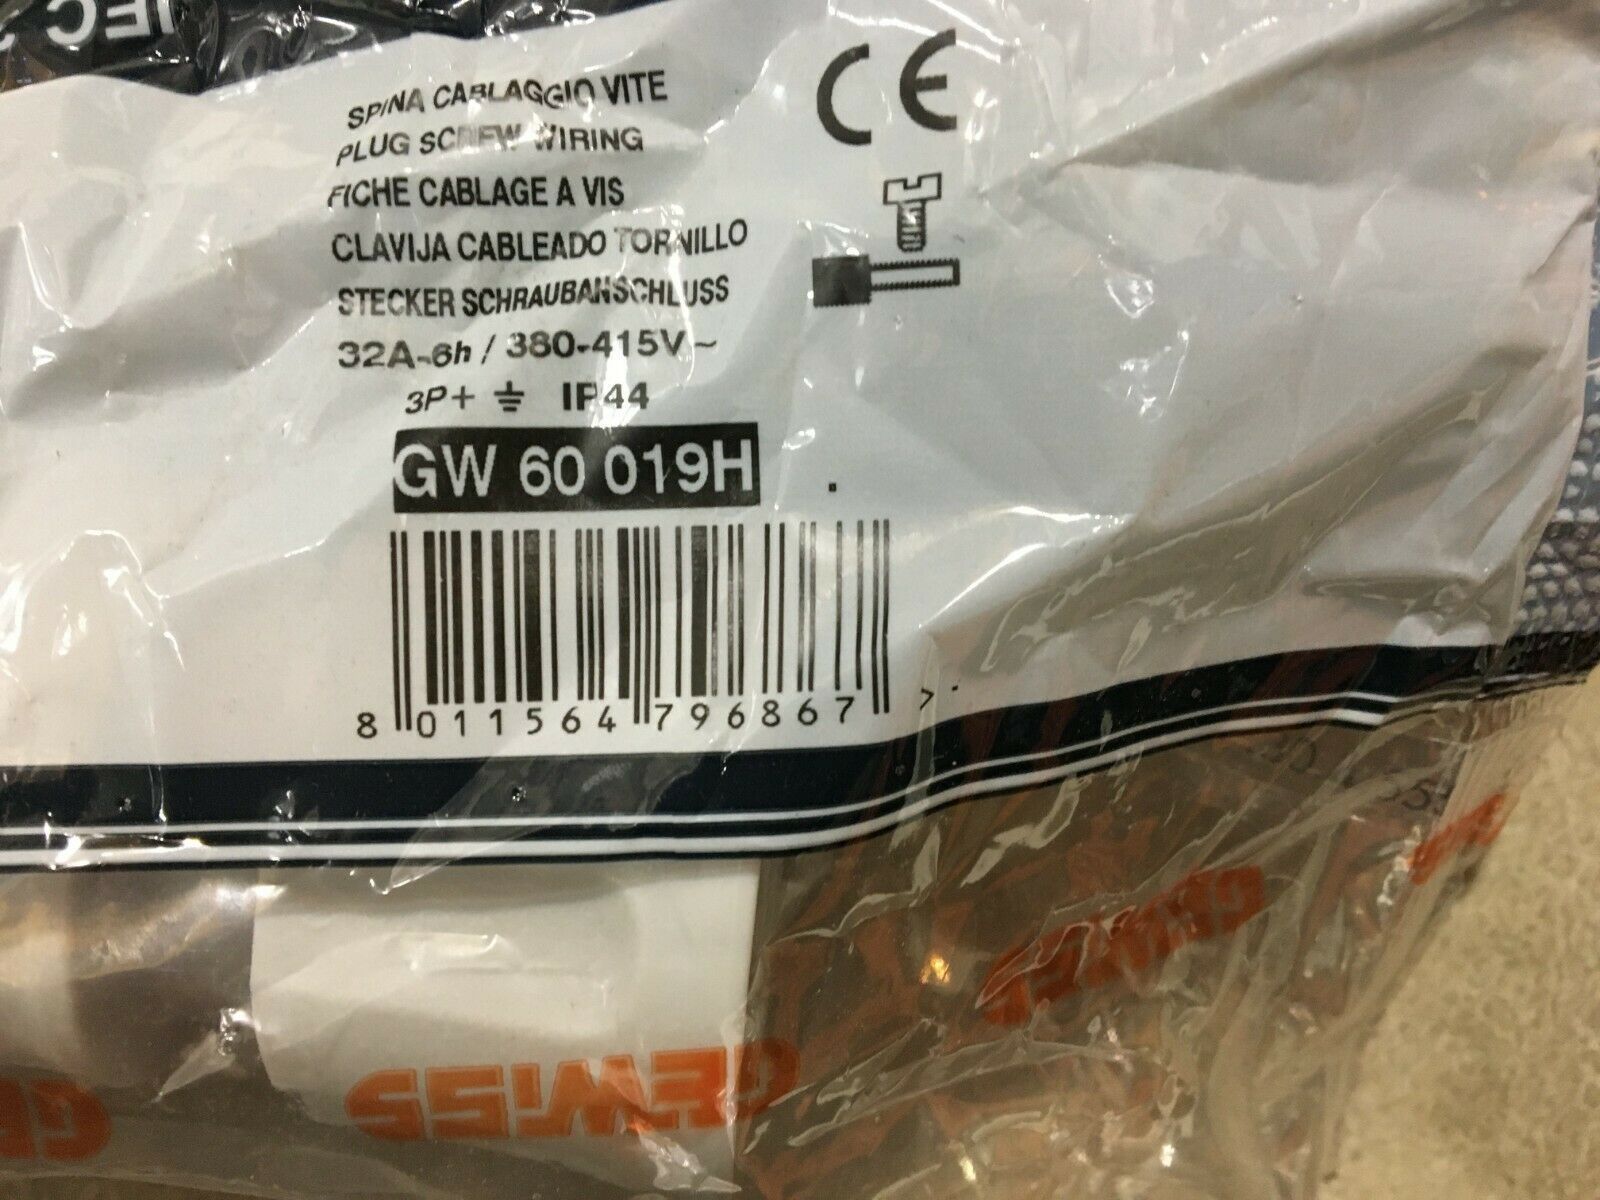 IEC
CE
SPINA CABLAGGIO VITE
PLUG SCREW WIRING
FICHE CABLAGE A VIS
CLAVIJA CABLEADO TORNILLO
STECKER SCHRAUBANSCHLUSS
32A-6h / 380-415V~
3P+⏚ IP44
GW 60 019H
8 011564 796867 >
GEWISS
GEWISS